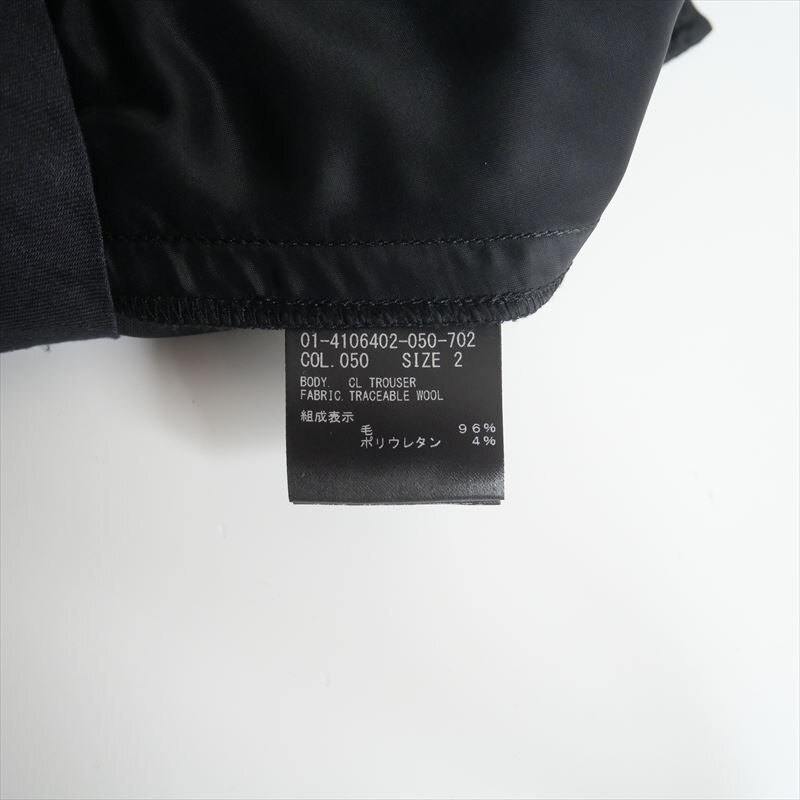 01-4106402-050-702
COL.050 SIZE 2
BODY. CL TROUSER
FABRIC.TRACEABLE WOOL
組成表示
毛 96%
ポリウレタン 4%